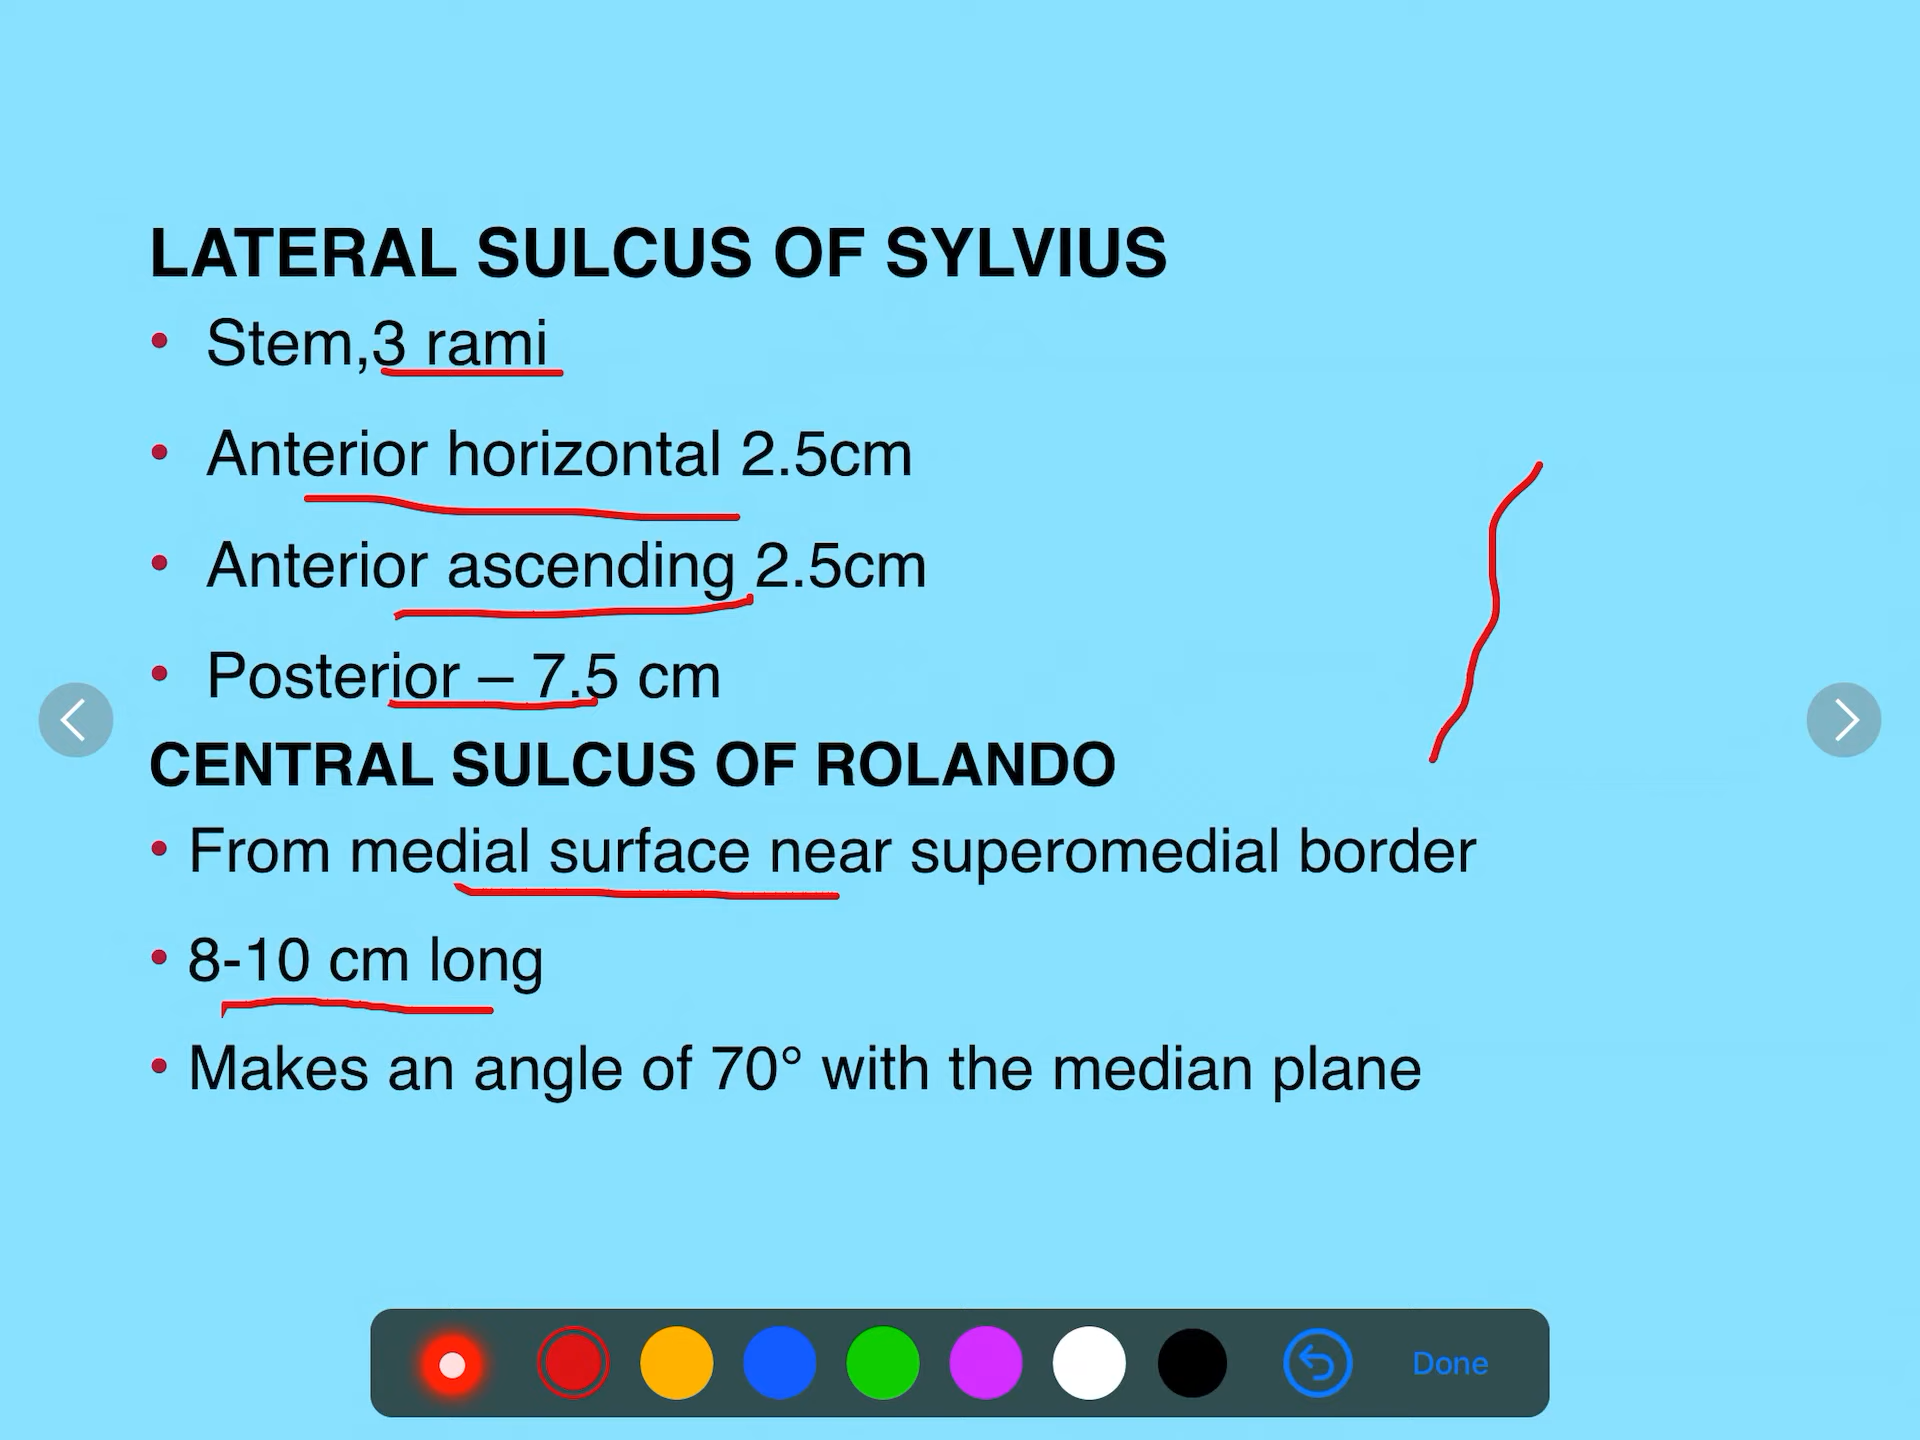 LATERAL SULCUS OF SYLVIUS
• Stem,3 rami
• Anterior horizontal 2.5cm
• Anterior ascending 2.5cm
• Posterior – 7.5 cm
CENTRAL SULCUS OF ROLANDO
• From medial surface near superomedial border
• 8-10 cm long
• Makes an angle of 70° with the median plane
Done